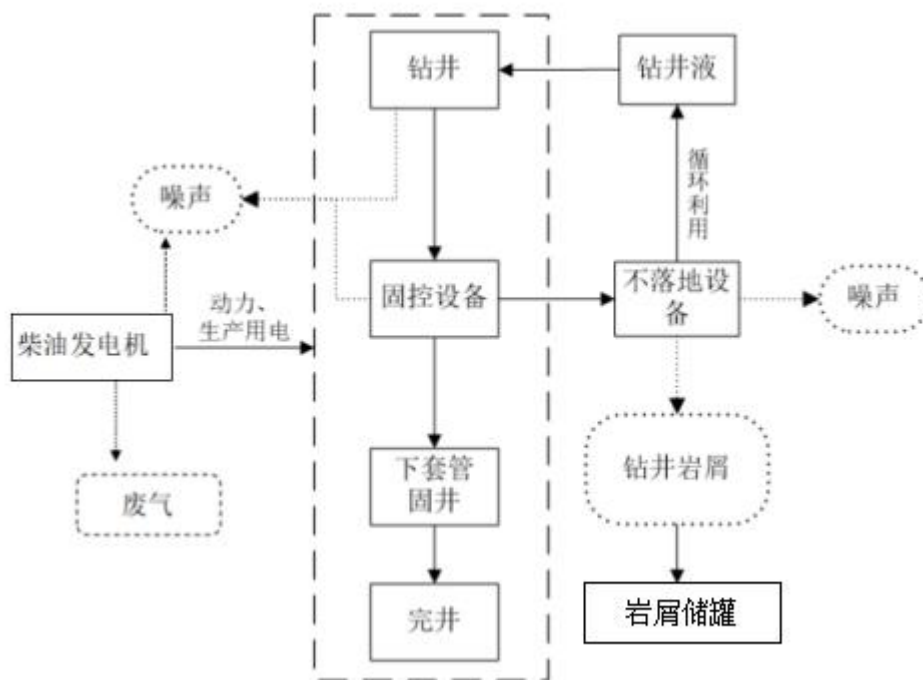 钻井
钻井液
循环利用
噪声
固控设备
不落地设
备
噪声
动力、
生产用电
柴油发电机
下套管
固井
钻井岩屑
废气
完井
岩屑储罐